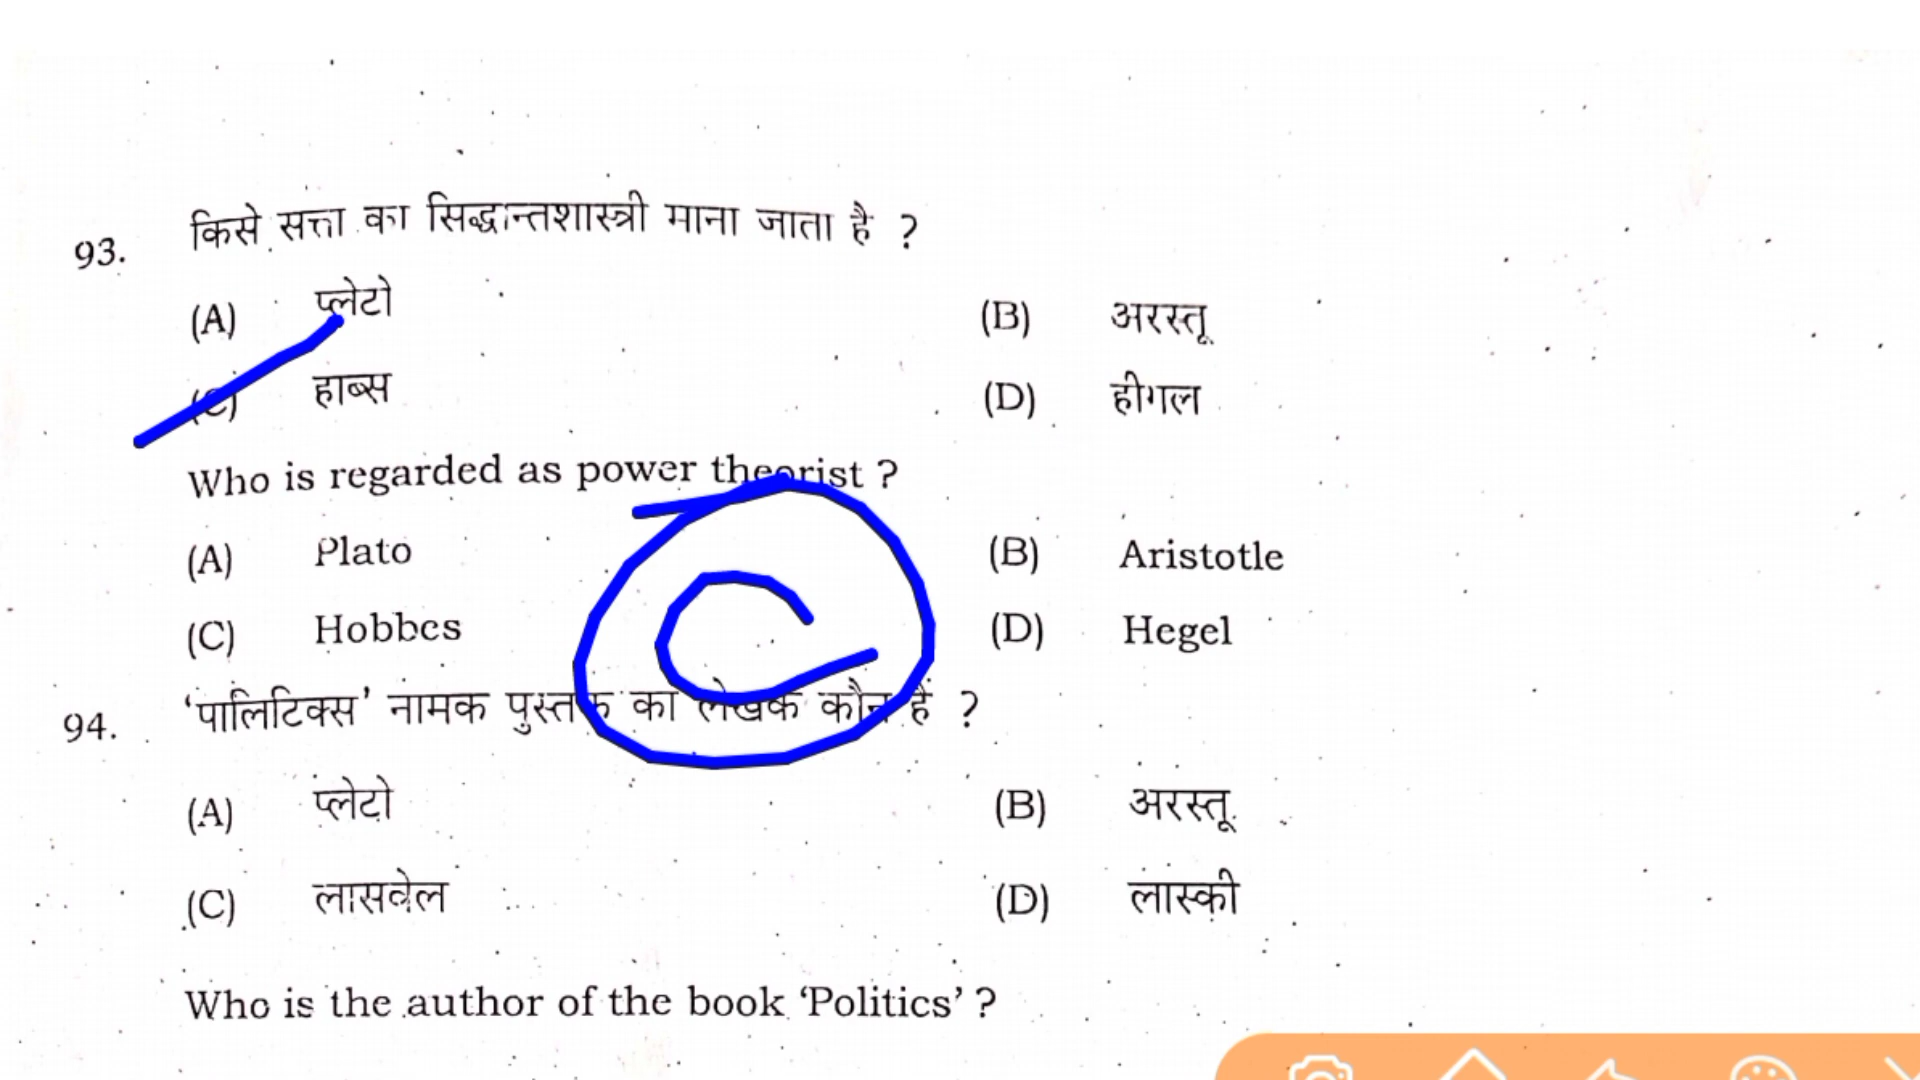 93. किसे सत्ता का सिद्धान्तशास्त्री माना जाता है ?
(A) प्लेटो (B) अरस्तू
(C) हाब्स (D) हीगल
Who is regarded as power theorist ?
(A) Plato (B) Aristotle
(C) Hobbes (D) Hegel
94. ‘पालिटिक्स’ नामक पुस्तक का लेखक कौन हैं ?
(A) प्लेटो (B) अरस्तू
(C) लासवेल (D) लास्की
Who is the author of the book ‘Politics’ ?